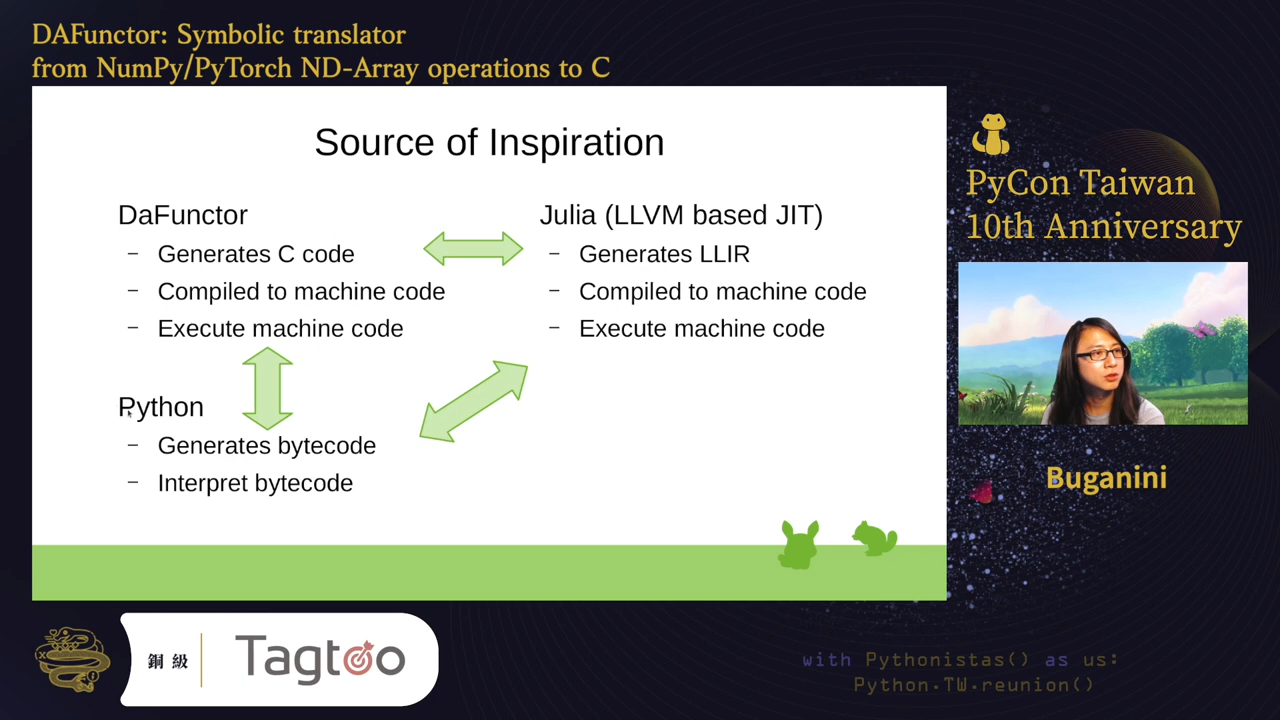 DAFunctor: Symbolic translator
from NumPy/PyTorch ND-Array operations to C
Source of Inspiration
DaFunctor
– Generates C code
– Compiled to machine code
– Execute machine code
Julia (LLVM based JIT)
– Generates LLIR
– Compiled to machine code
– Execute machine code
Python
– Generates bytecode
– Interpret bytecode
PyCon Taiwan
10th Anniversary
Buganini
銅級
Tagtoo
with Pythonistas() as us:
Python.TW.reunion()